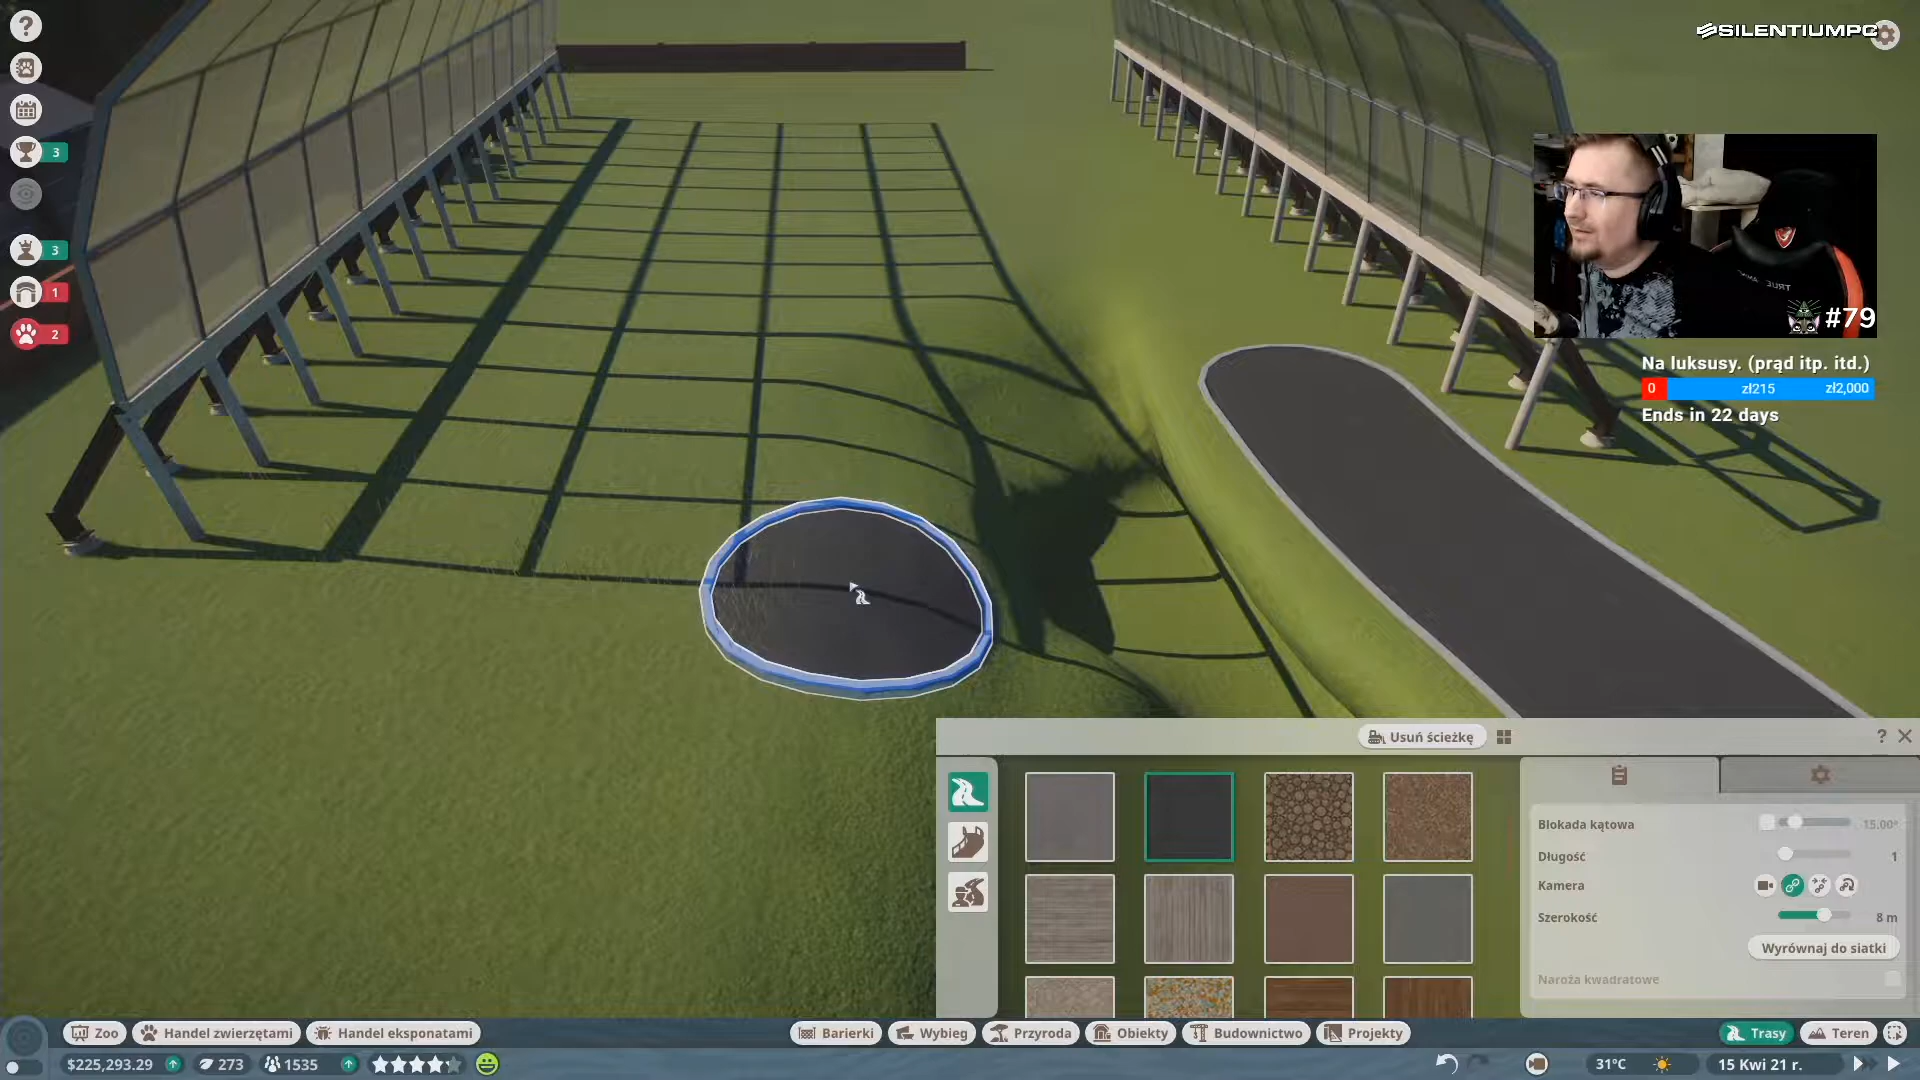 SILENTIUMPC
3
3
1
2
#79
Na luksusy. (prąd itp. itd.)
0 zł215 zł2,000
Ends in 22 days
Usuń ścieżkę
?
Blokada kątowa 15.00°
Długość 1
Kamera
Szerokość 8 m
Wyrównaj do siatki
Naroża kwadratowe
Zoo Handel zwierzętami Handel eksponatami Barierki Wybieg Przyroda Obiekty Budownictwo Projekty Trasy Teren
$225,293.29 273 1535 31°C 15 Kwi 21 r.